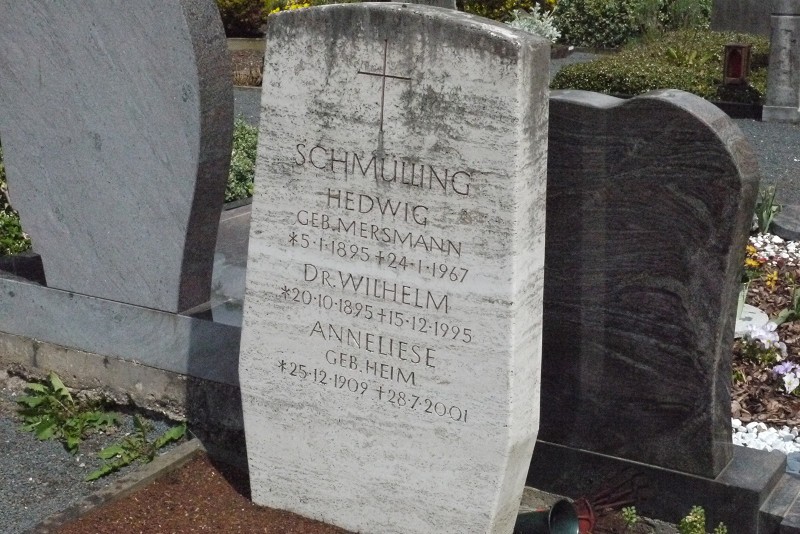 SCHMÜLLING
HEDWIG
GEB.MERSMANN
*5·1·1895 ✝24·1·1967
DR.WILHELM
*20·10·1895 ✝15·12·1995
ANNELIESE
GEB.HEIM
*25·12·1909 ✝28·7·2001